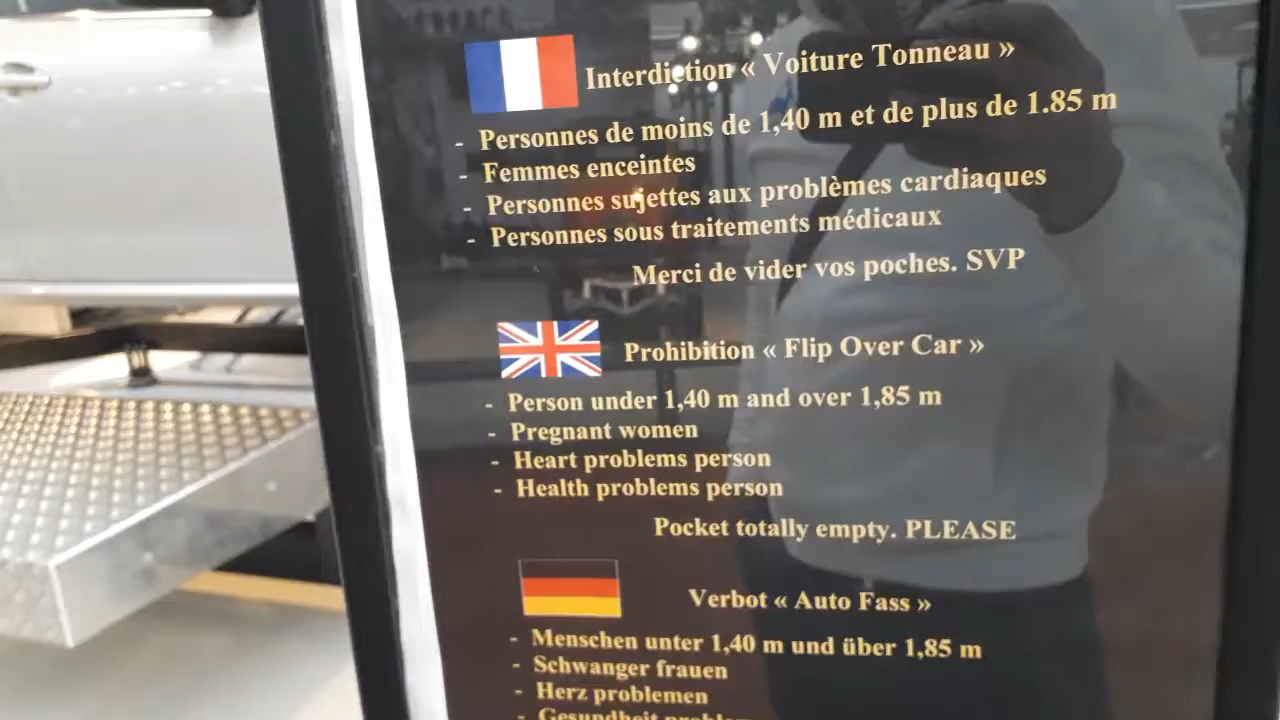 Interdiction « Voiture Tonneau »
- Personnes de moins de 1,40 m et de plus de 1.85 m
- Femmes enceintes
- Personnes sujettes aux problèmes cardiaques
- Personnes sous traitements médicaux
Merci de vider vos poches. SVP
Prohibition « Flip Over Car »
- Person under 1,40 m and over 1,85 m
- Pregnant women
- Heart problems person
- Health problems person
Pocket totally empty. PLEASE
Verbot « Auto Fass »
- Menschen unter 1,40 m und über 1,85 m
- Schwanger frauen
- Herz problemen
- Gesundheit